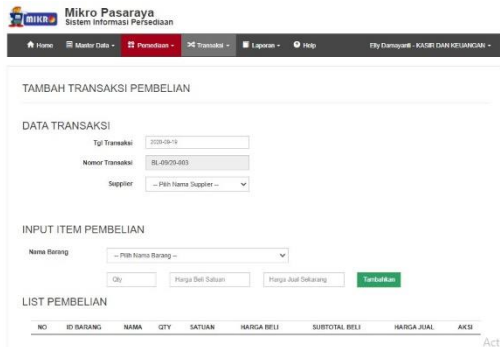 MIKRO
Mikro Pasaraya
Sistem Informasi Persediaan
Home Master Data Persediaan Transaksi Laporan Help Elly Damayanti - KASIR DAN KEUANGAN
TAMBAH TRANSAKSI PEMBELIAN
DATA TRANSAKSI
Tgl Transaksi 2020-09-19
Nomor Transaksi BL-09/20-003
Supplier -- Pilih Nama Supplier --
INPUT ITEM PEMBELIAN
Nama Barang -- Pilih Nama Barang --
Qty Harga Beli Satuan Harga Jual Sekarang Tambahkan
LIST PEMBELIAN
NO ID BARANG NAMA QTY SATUAN HARGA BELI SUBTOTAL BELI HARGA JUAL AKSI
Act